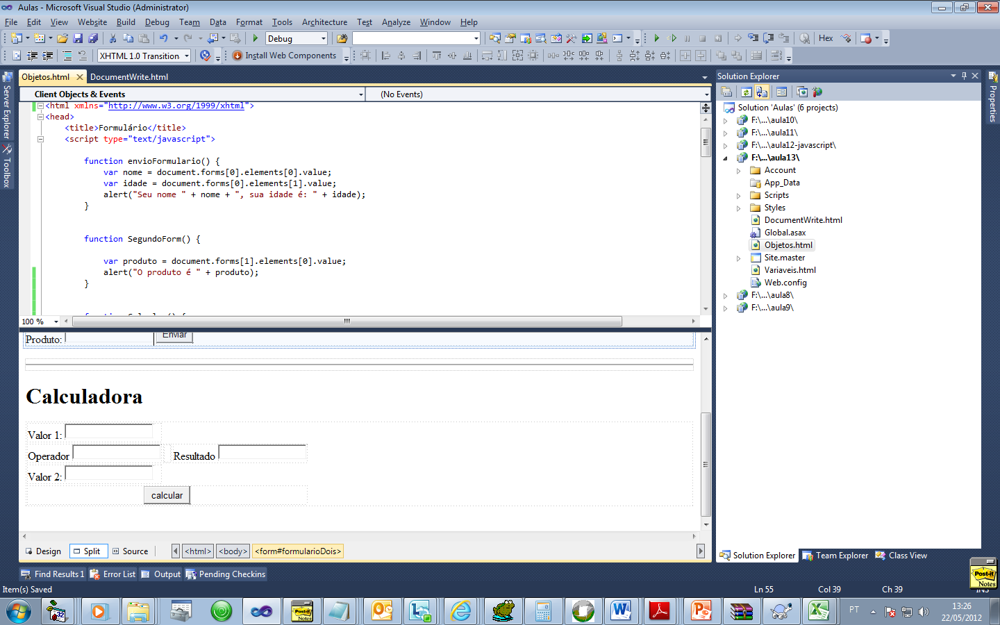 Aulas - Microsoft Visual Studio (Administrator)
File Edit View Website Build Debug Team Data Format Tools Architecture Test Analyze Window Help
Debug
Hex
XHTML 1.0 Transition
Install Web Components
Server Explorer
Toolbox
Objetos.html
DocumentWrite.html
Client Objects & Events
(No Events)
<html xmlns="http://www.w3.org/1999/xhtml">
<head>
<title>Formulário</title>
<script type="text/javascript">
function envioFormulario() {
var nome = document.forms[0].elements[0].value;
var idade = document.forms[0].elements[1].value;
alert("Seu nome " + nome + ", sua idade é: " + idade);
}
function SegundoForm() {
var produto = document.forms[1].elements[0].value;
alert("O produto é " + produto);
}
100 %
Produto:
Enviar
Calculadora
Valor 1:
Operador
Resultado
Valor 2:
calcular
Design
Split
Source
<html>
<body>
<form#formularioDois>
Solution Explorer
Solution 'Aulas' (6 projects)
F:\...\aula10\
F:\...\aula11\
F:\...\aula12-javascript\
F:\...\aula13\
Account
App_Data
Scripts
Styles
DocumentWrite.html
Global.asax
Objetos.html
Site.master
Variaveis.html
Web.config
F:\...\aula8\
F:\...\aula9\
Properties
Solution Explorer
Team Explorer
Class View
Find Results 1
Error List
Output
Pending Checkins
Item(s) Saved
Ln 55
Col 39
Ch 39
Post-it
Notes
32
Post-it
Notes
PT
13:26
22/05/2012